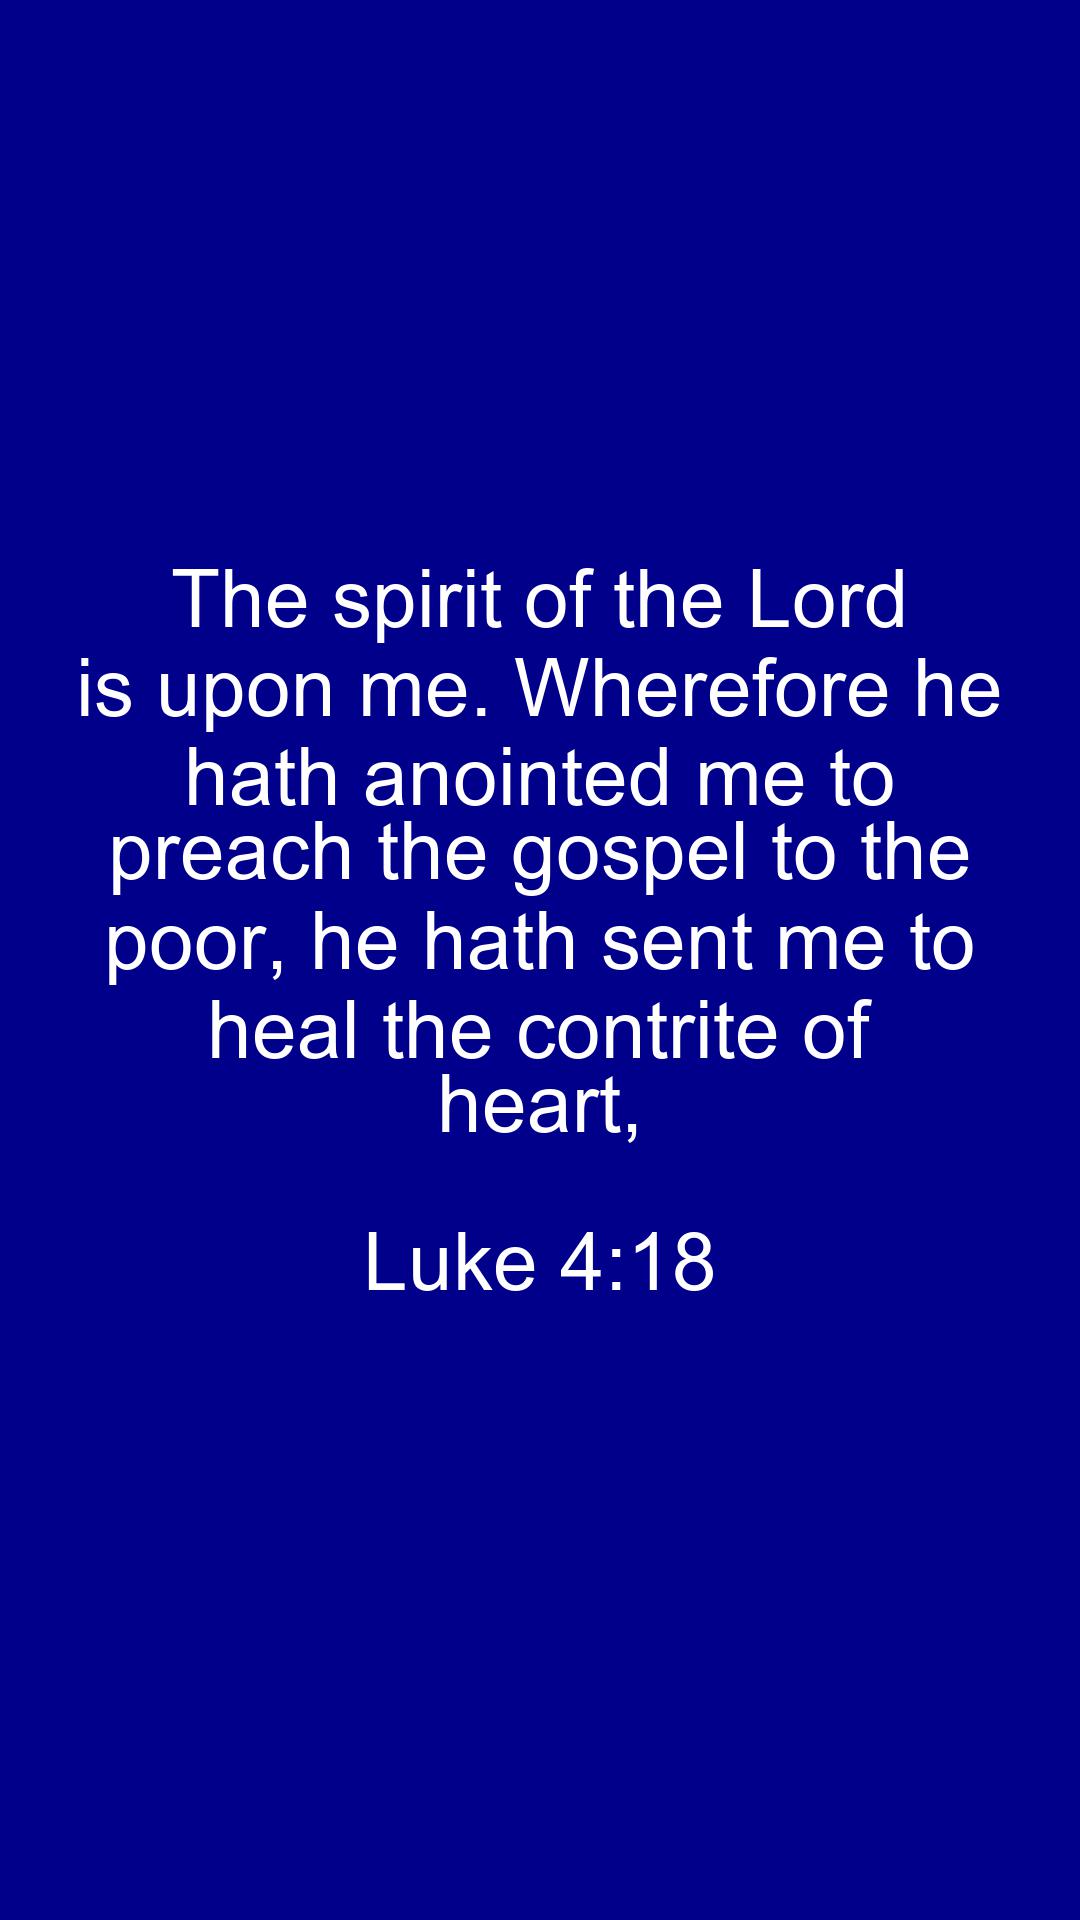 The spirit of the Lord
is upon me. Wherefore he
hath anointed me to
preach the gospel to the
poor, he hath sent me to
heal the contrite of
heart,
Luke 4:18